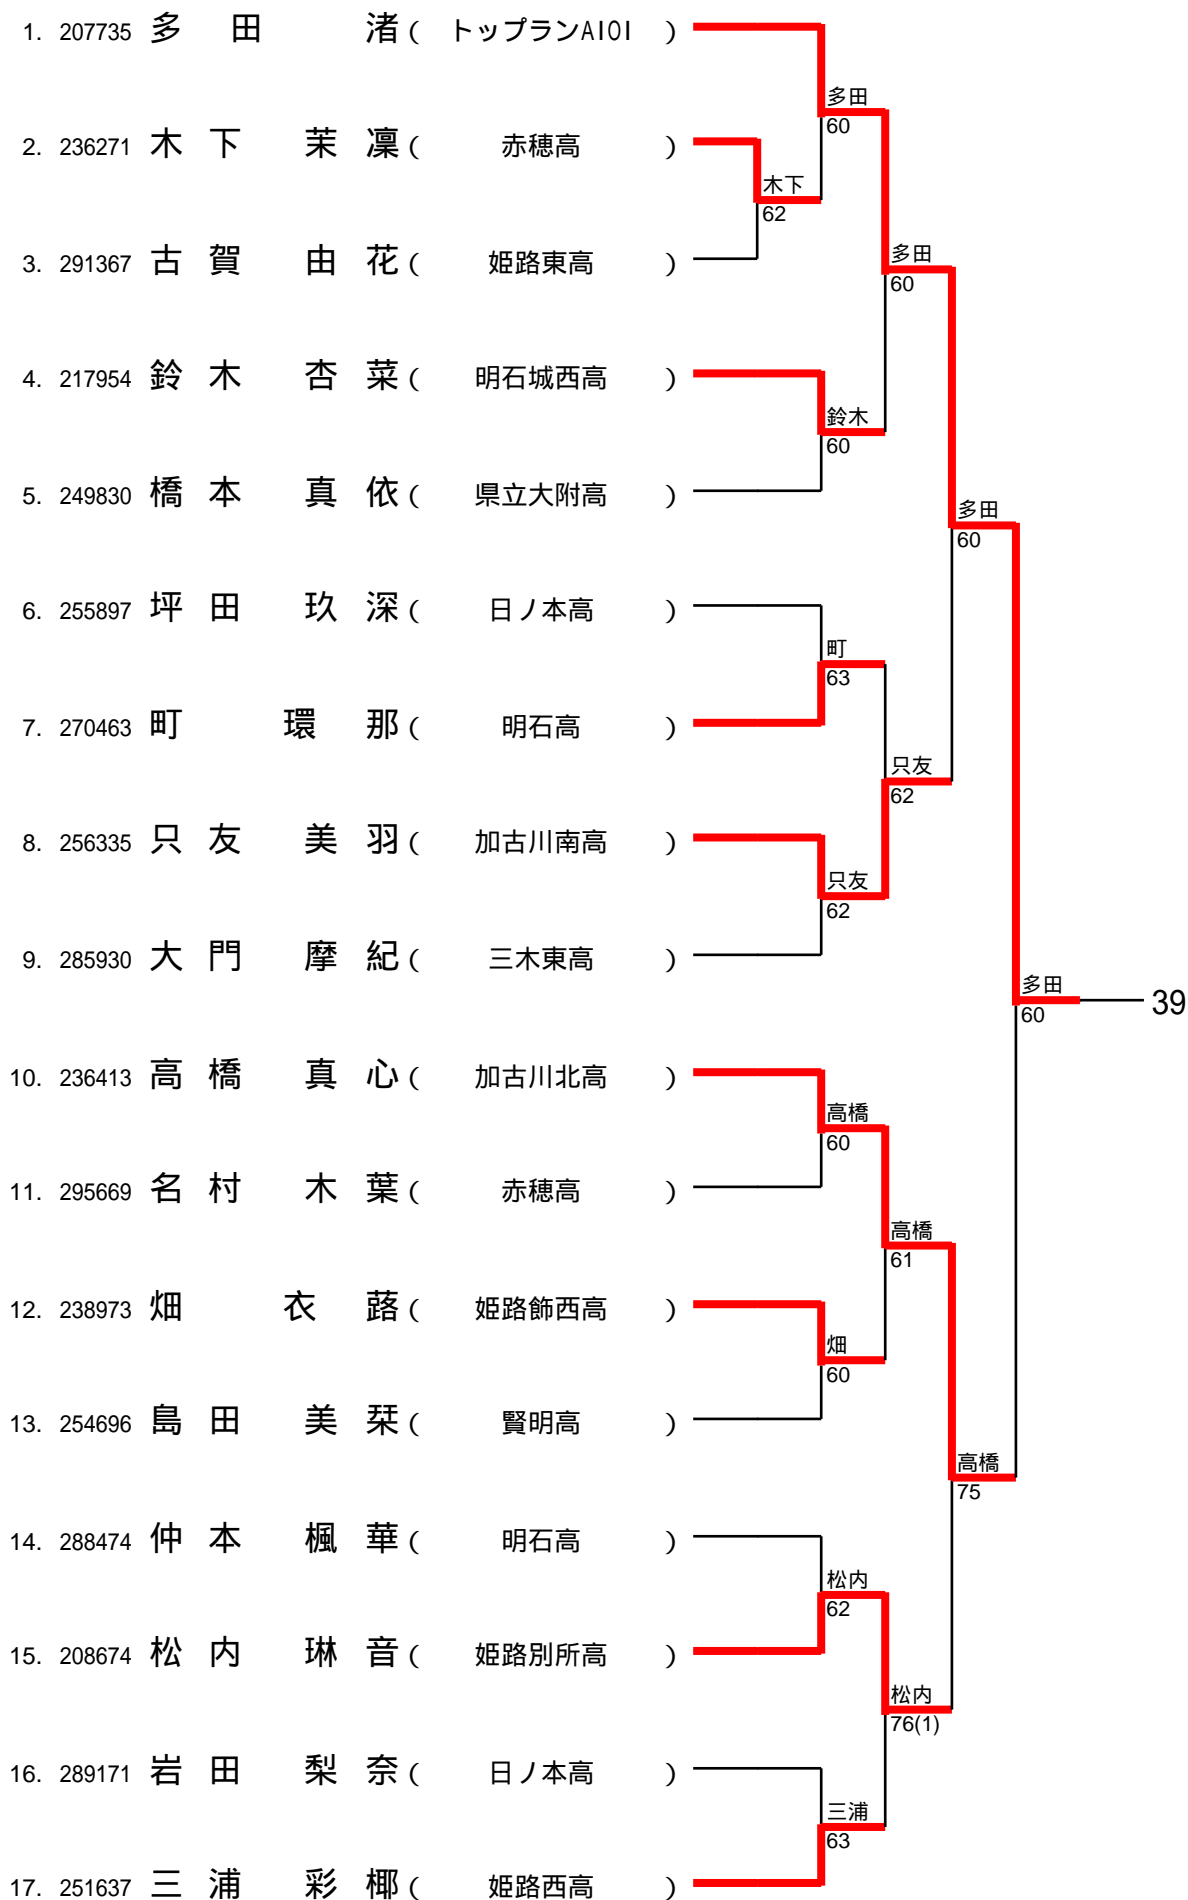 1. 207735 多田 渚 ( トップランAIOI )
多田
60
2. 236271 木下 茉凜 ( 赤穂高 )
木下
62
3. 291367 古賀 由花 ( 姫路東高 )
多田
60
4. 217954 鈴木 杏菜 ( 明石城西高 )
鈴木
60
5. 249830 橋本 真依 ( 県立大附高 )
多田
60
6. 255897 坪田 玖深 ( 日ノ本高 )
町
63
7. 270463 町 環那 ( 明石高 )
只友
62
8. 256335 只友 美羽 ( 加古川南高 )
只友
62
9. 285930 大門 摩紀 ( 三木東高 )
多田
60
39
10. 236413 高橋 真心 ( 加古川北高 )
高橋
60
11. 295669 名村 木葉 ( 赤穂高 )
高橋
61
12. 238973 畑 衣蕗 ( 姫路飾西高 )
畑
60
13. 254696 島田 美栞 ( 賢明高 )
高橋
75
14. 288474 仲本 楓華 ( 明石高 )
松内
62
15. 208674 松内 琳音 ( 姫路別所高 )
松内
76(1)
16. 289171 岩田 梨奈 ( 日ノ本高 )
三浦
63
17. 251637 三浦 彩椰 ( 姫路西高 )